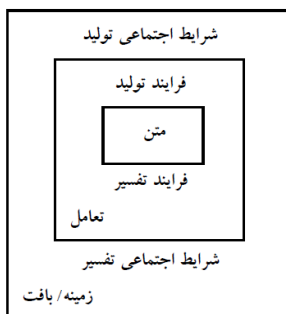 شرایط اجتماعی تولید
فرایند تولید
متن
فرایند تفسیر
تعامل
شرایط اجتماعی تفسیر
زمینه/ بافت